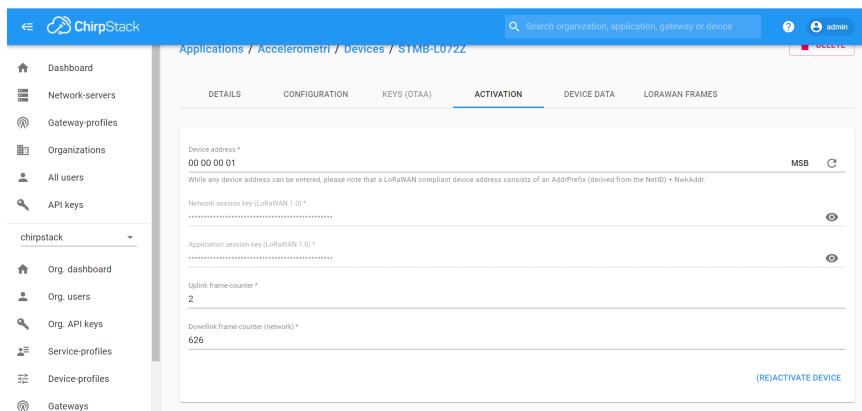 ChirpStack
Search organization, application, gateway or device
? admin
Applications / Accelerometri / Devices / STMB-L072Z
DELETE
Dashboard
Network-servers
Gateway-profiles
Organizations
All users
API keys
chirpstack
Org. dashboard
Org. users
Org. API keys
Service-profiles
Device-profiles
Gateways
DETAILS CONFIGURATION KEYS (OTAA) ACTIVATION DEVICE DATA LORAWAN FRAMES
Device address *
00 00 00 01 MSB
While any device address can be entered, please note that a LoRaWAN compliant device address consists of an AddrPrefix (derived from the NetID) + NwkAddr.
Network session key (LoRaWAN 1.0) *
••••••••••••••••••••••••••••••••••••••••••••••••
Application session key (LoRaWAN 1.0) *
••••••••••••••••••••••••••••••••••••••••••••••••
Uplink frame-counter *
2
Downlink frame-counter (network) *
626
(RE)ACTIVATE DEVICE